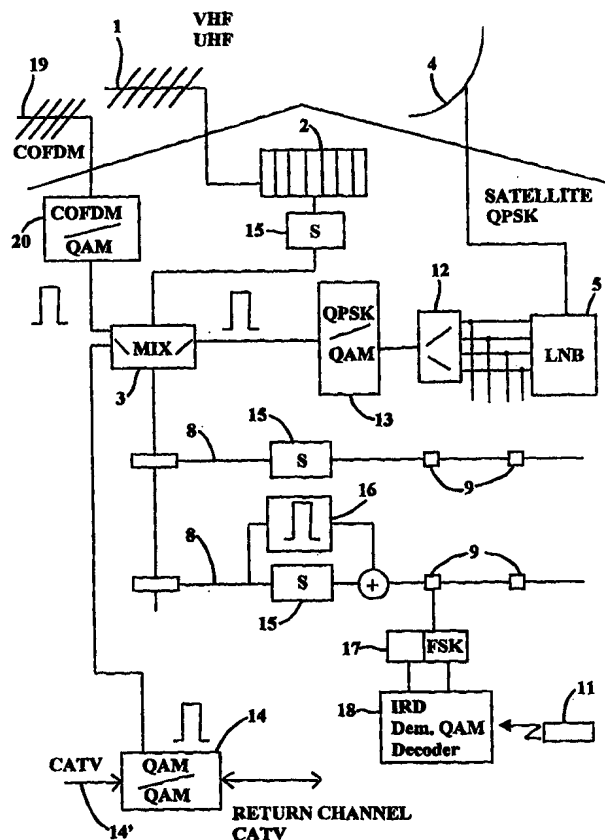 1
VHF
UHF
19
4
COFDM
2
COFDM
QAM
20
15
S
SATELLITE
QPSK
12
5
MIX
3
QPSK
QAM
13
LNB
8
15
S
9
16
8
S
15
+
9
17
FSK
18
IRD
Dem. QAM
Decoder
11
14
CATV
14'
QAM
QAM
RETURN CHANNEL
CATV